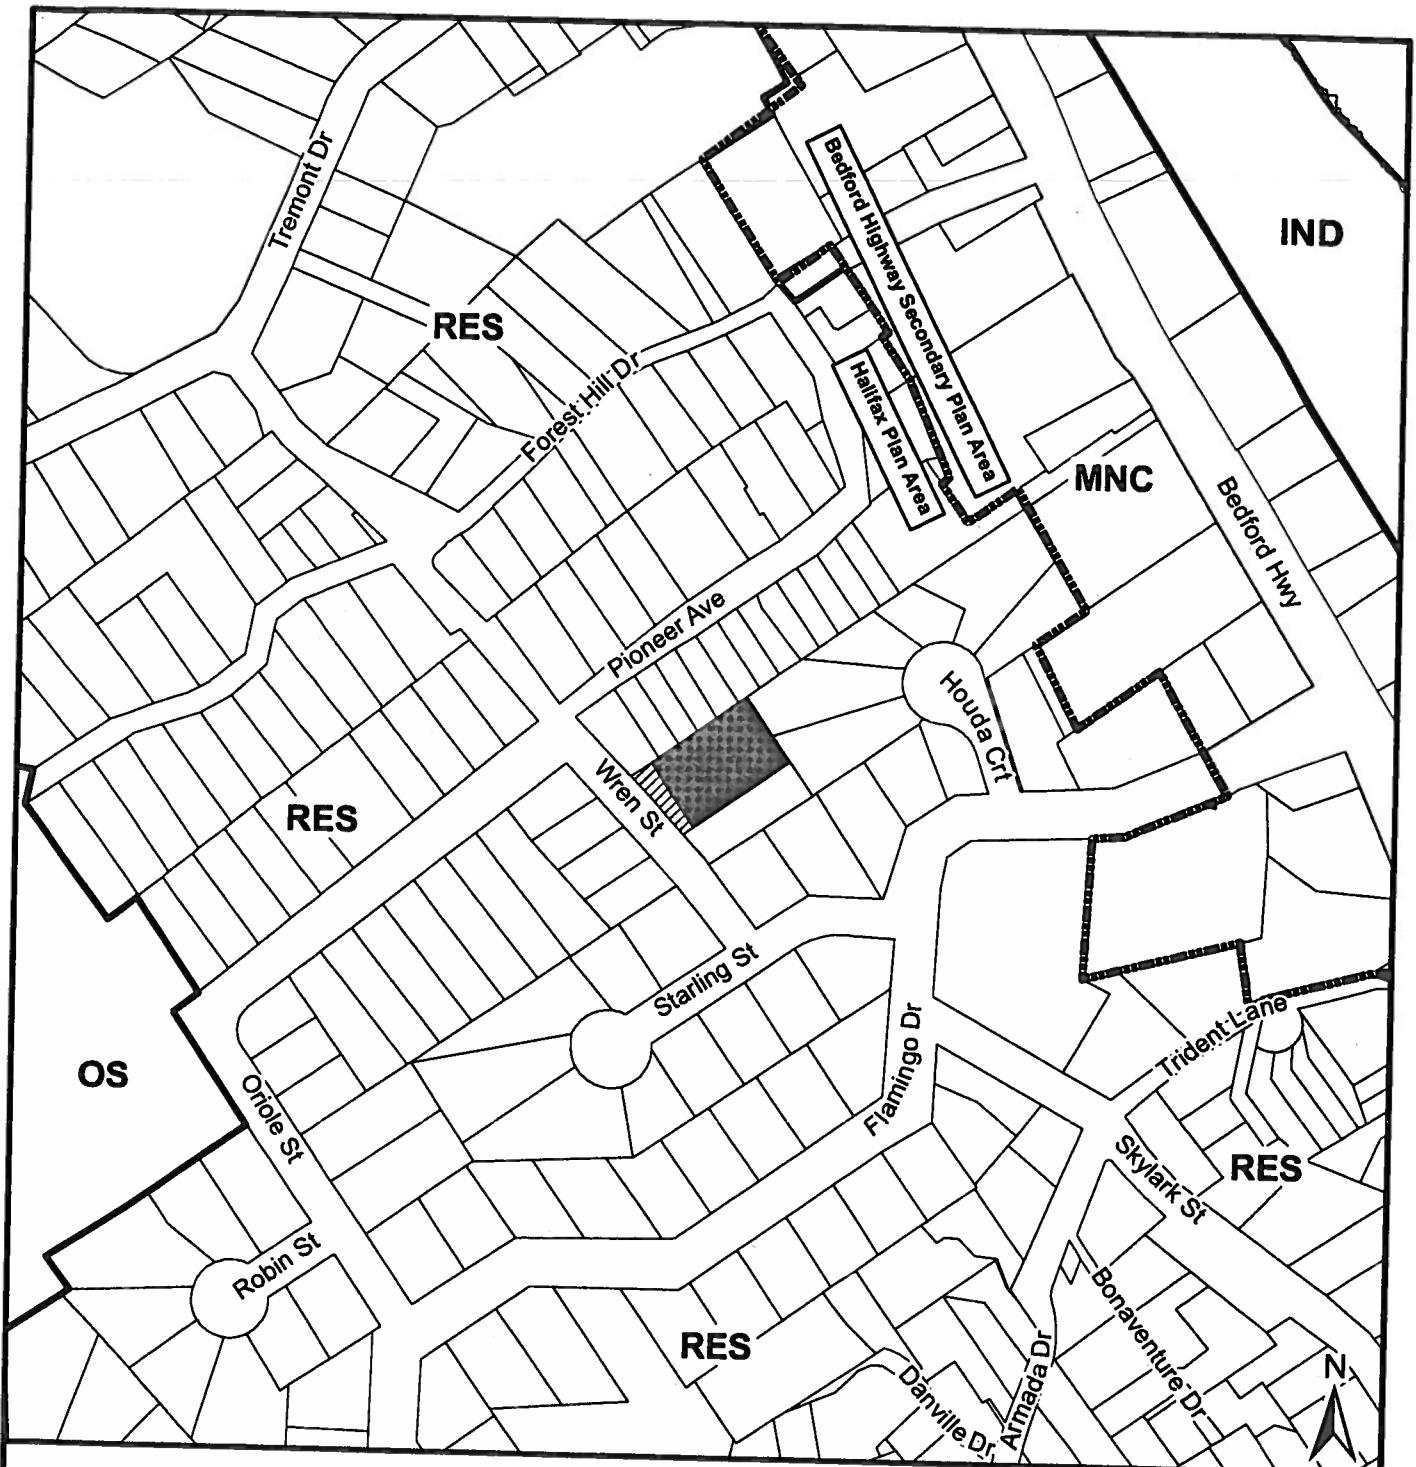 Tremont Dr
Bedford Highway Secondary Plan Area
IND
RES
Forest Hill Dr
Halifax Plan Area
MNC
Bedford Hwy
Pioneer Ave
Houda Crt
Wren St
RES
Starling St
Flamingo Dr
Trident Lane
OS
Oriole St
Skylark St
RES
Robin St
Bonaventure Dr
RES
Armada Dr
Danville Dr
N